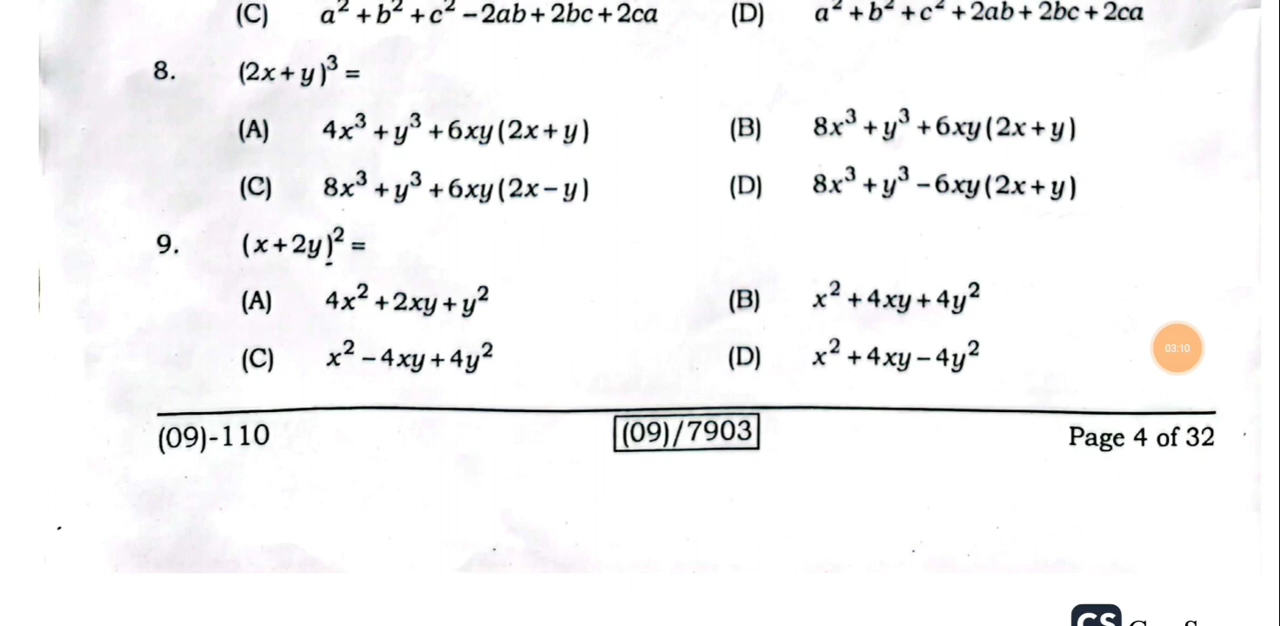 (C) a² + b² + c² − 2ab + 2bc + 2ca (D) a² + b² + c² + 2ab + 2bc + 2ca
8. (2x + y)³ =
(A) 4x³ + y³ + 6xy(2x + y) (B) 8x³ + y³ + 6xy(2x + y)
(C) 8x³ + y³ + 6xy(2x − y) (D) 8x³ + y³ − 6xy(2x + y)
9. (x + 2y)² =
(A) 4x² + 2xy + y² (B) x² + 4xy + 4y²
(C) x² − 4xy + 4y² (D) x² + 4xy − 4y²
03:10
(09)-110 (09)/7903 Page 4 of 32
CS